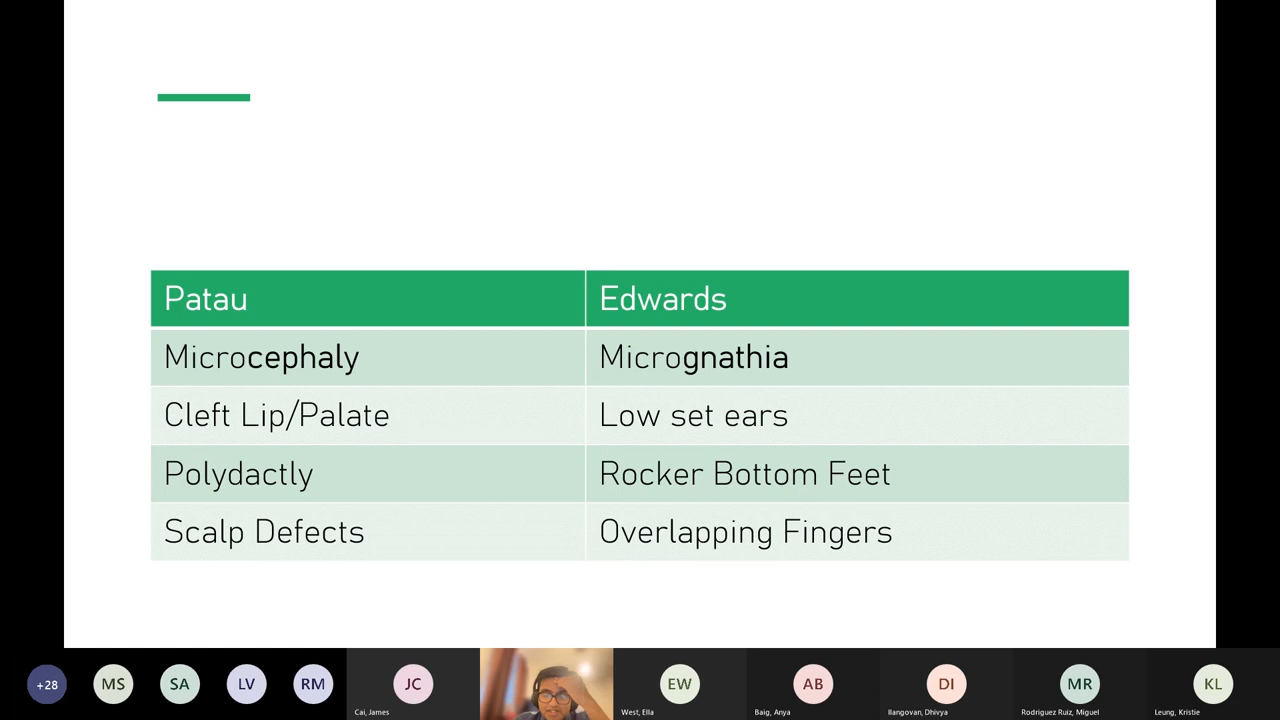 Patau Edwards
Microcephaly Micrognathia
Cleft Lip/Palate Low set ears
Polydactly Rocker Bottom Feet
Scalp Defects Overlapping Fingers
+28 MS SA LV RM JC EW AB DI MR KL
Cai, James West, Ella Baig, Anya Ilangovan, Dhivya Rodriguez Ruiz, Miguel Leung, Kristie